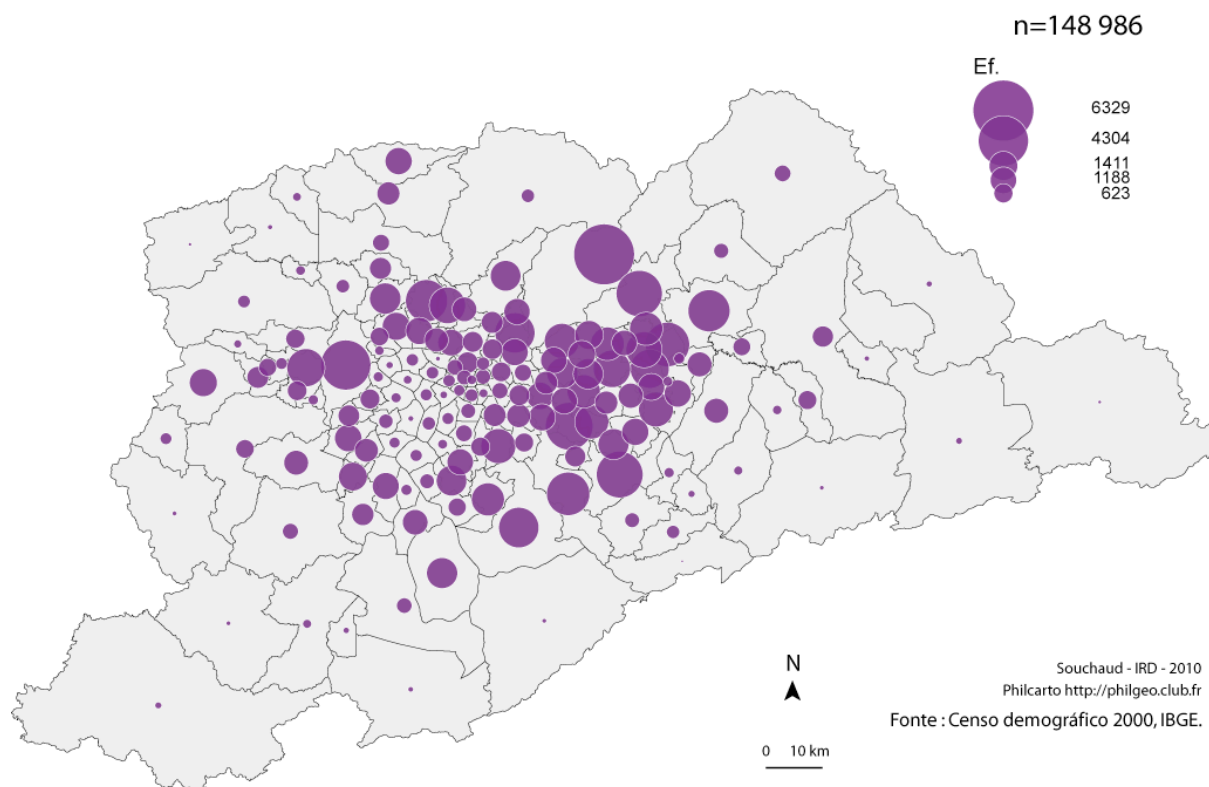 n=148 986
Ef.
6329
4304
1411
1188
623
N
Souchaud - IRD - 2010
Philcarto http://philgeo.club.fr
Fonte : Censo demográfico 2000, IBGE.
0 10 km